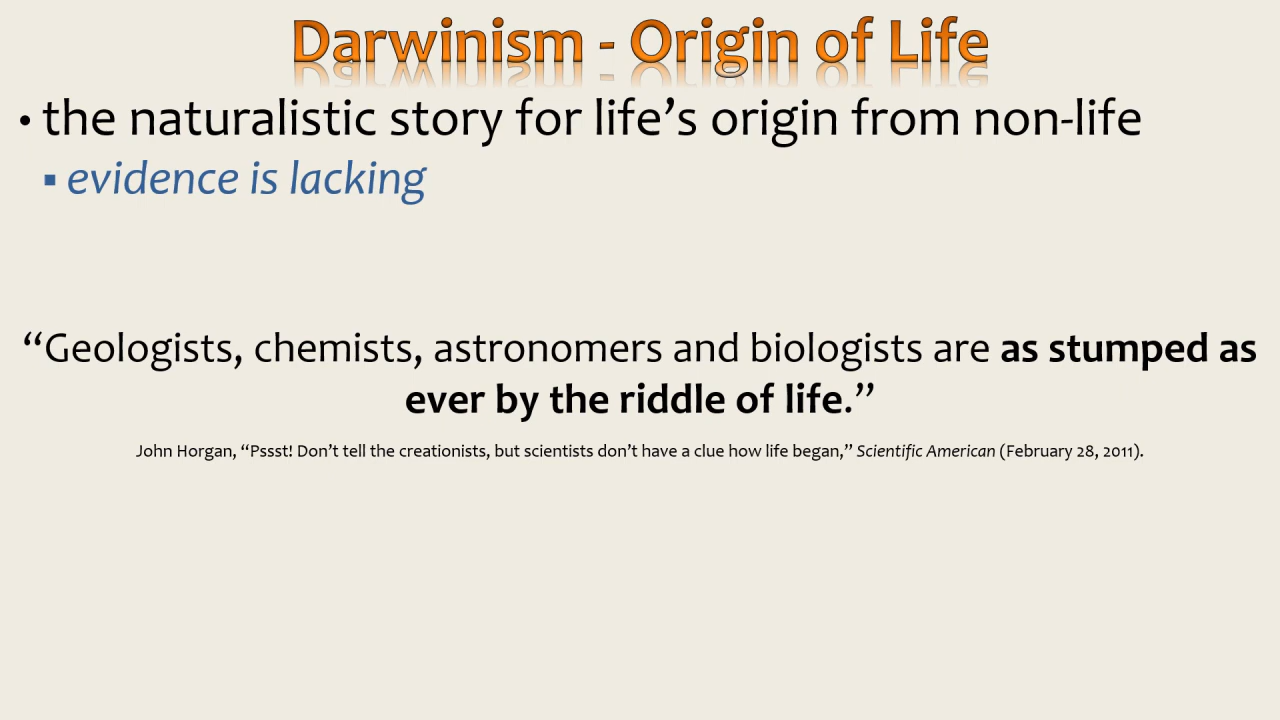 Darwinism - Origin of Life
• the naturalistic story for life’s origin from non-life
▪ evidence is lacking
“Geologists, chemists, astronomers and biologists are as stumped as
ever by the riddle of life.”
John Horgan, “Pssst! Don’t tell the creationists, but scientists don’t have a clue how life began,” Scientific American (February 28, 2011).